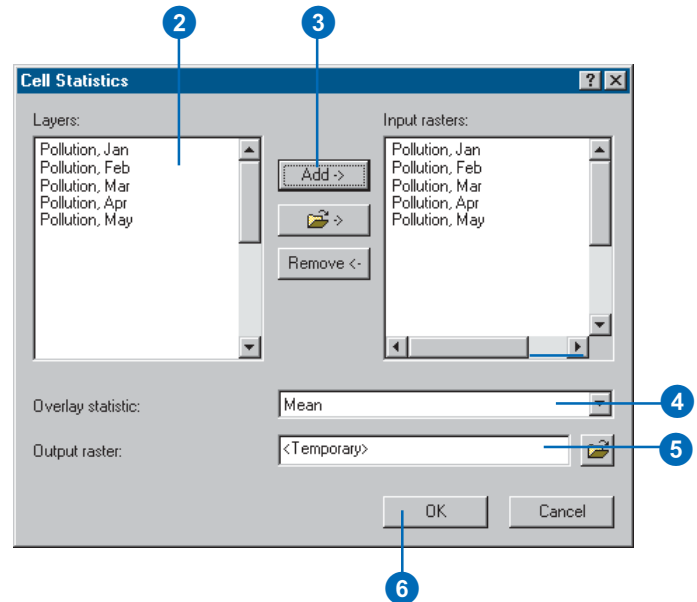 2 3
Cell Statistics
Layers:
Input rasters:
Pollution, Jan
Pollution, Feb
Pollution, Mar
Pollution, Apr
Pollution, May
Add ->
->
Remove <-
Pollution, Jan
Pollution, Feb
Pollution, Mar
Pollution, Apr
Pollution, May
Overlay statistic:
Mean
4
Output raster:
<Temporary>
5
OK
Cancel
6